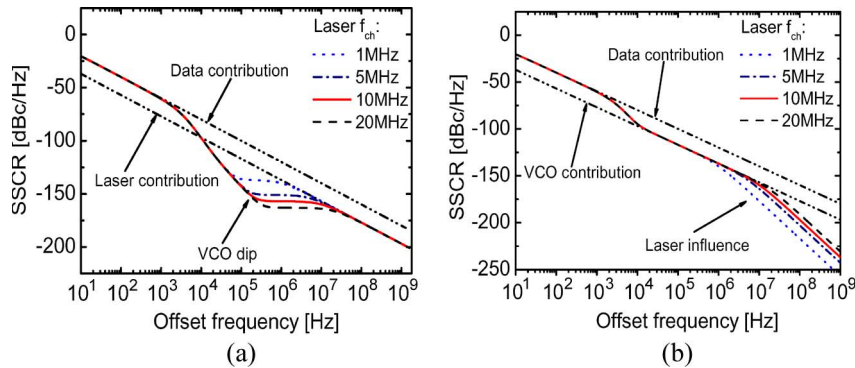 (a)
Laser f_ch:
1MHz
5MHz
10MHz
20MHz
Data contribution
Laser contribution
VCO dip
SSCR [dBc/Hz]
0
-50
-100
-150
-200
10^1 10^2 10^3 10^4 10^5 10^6 10^7 10^8 10^9
Offset frequency [Hz]
(a)
(b)
Laser f_ch:
1MHz
5MHz
10MHz
20MHz
Data contribution
VCO contribution
Laser influence
SSCR [dBc/Hz]
0
-50
-100
-150
-200
-250
10^1 10^2 10^3 10^4 10^5 10^6 10^7 10^8 10^9
Offset frequency [Hz]
(b)